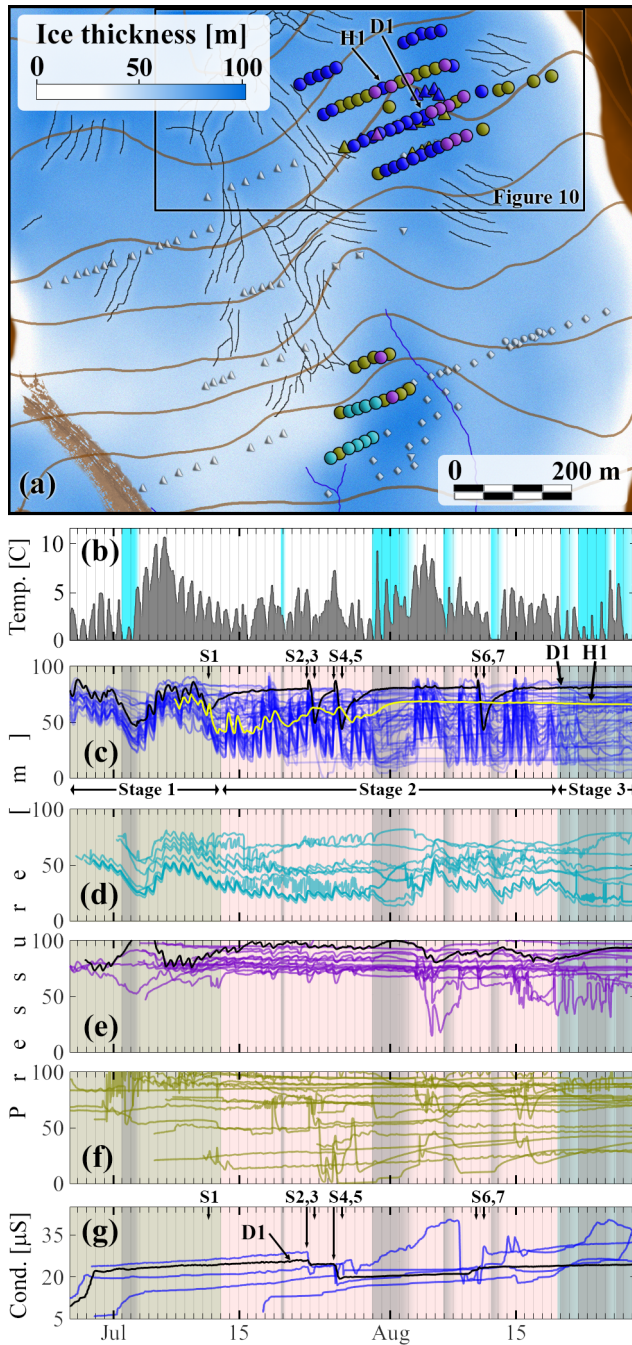 Ice thickness [m]
0 50 100
H1
D1
Figure 10
(a)
0 200 m
(b)
Temp. [C]
10
5
0
S1 S2,3 S4,5 S6,7
D1 H1
(c)
100
50
0
Stage 1 Stage 2 Stage 3
Pressure [m]
(d)
100
50
0
(e)
100
50
0
(f)
100
50
0
S1 S2,3 S4,5 S6,7
D1
(g)
Cond. [µS]
35
20
5
Jul 15 Aug 15